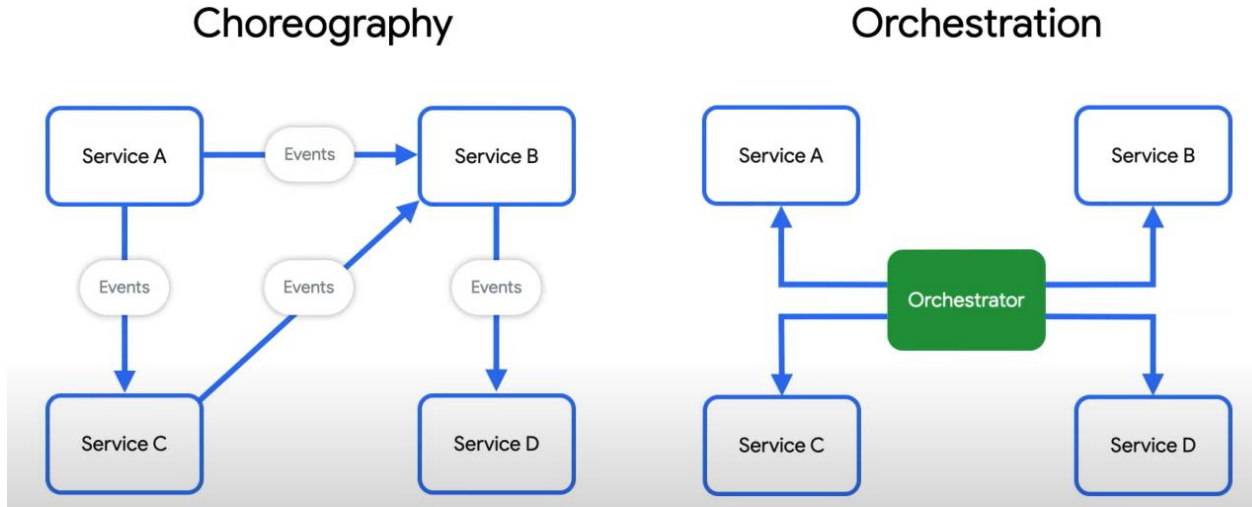 Choreography
Orchestration
Service A
Events
Service B
Events
Events
Events
Service C
Service D
Service A
Service B
Orchestrator
Service C
Service D